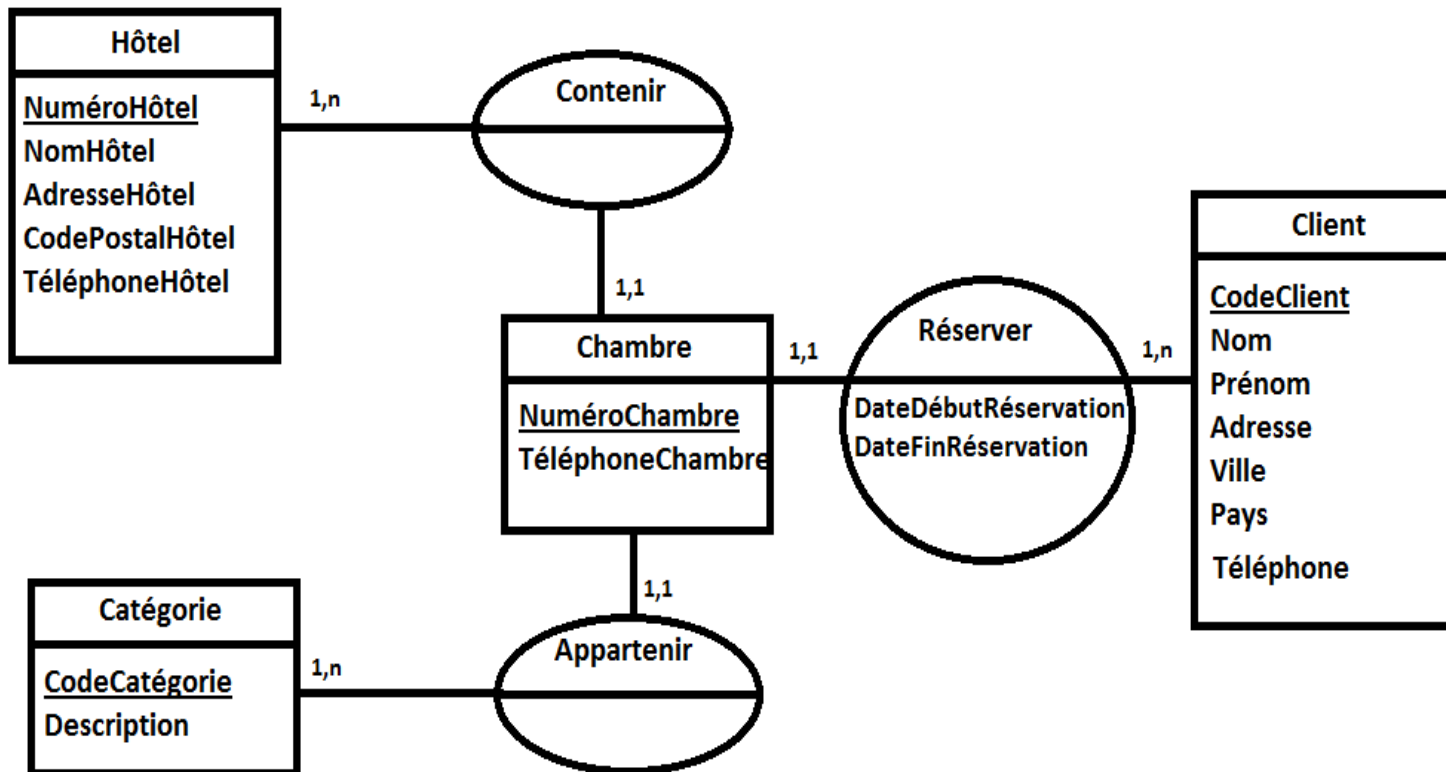 Hôtel
NuméroHôtel
NomHôtel
AdresseHôtel
CodePostalHôtel
TéléphoneHôtel
1,n
Contenir
1,1
Chambre
NuméroChambre
TéléphoneChambre
1,1
Réserver
DateDébutRéservation
DateFinRéservation
1,n
Client
CodeClient
Nom
Prénom
Adresse
Ville
Pays
Téléphone
1,1
Appartenir
1,n
Catégorie
CodeCatégorie
Description